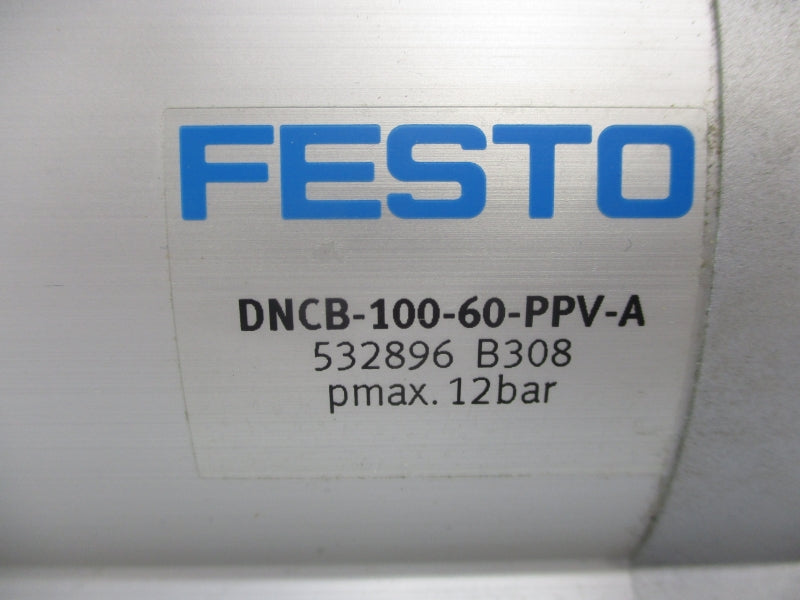 FESTO
DNCB-100-60-PPV-A
532896 B308
pmax. 12bar